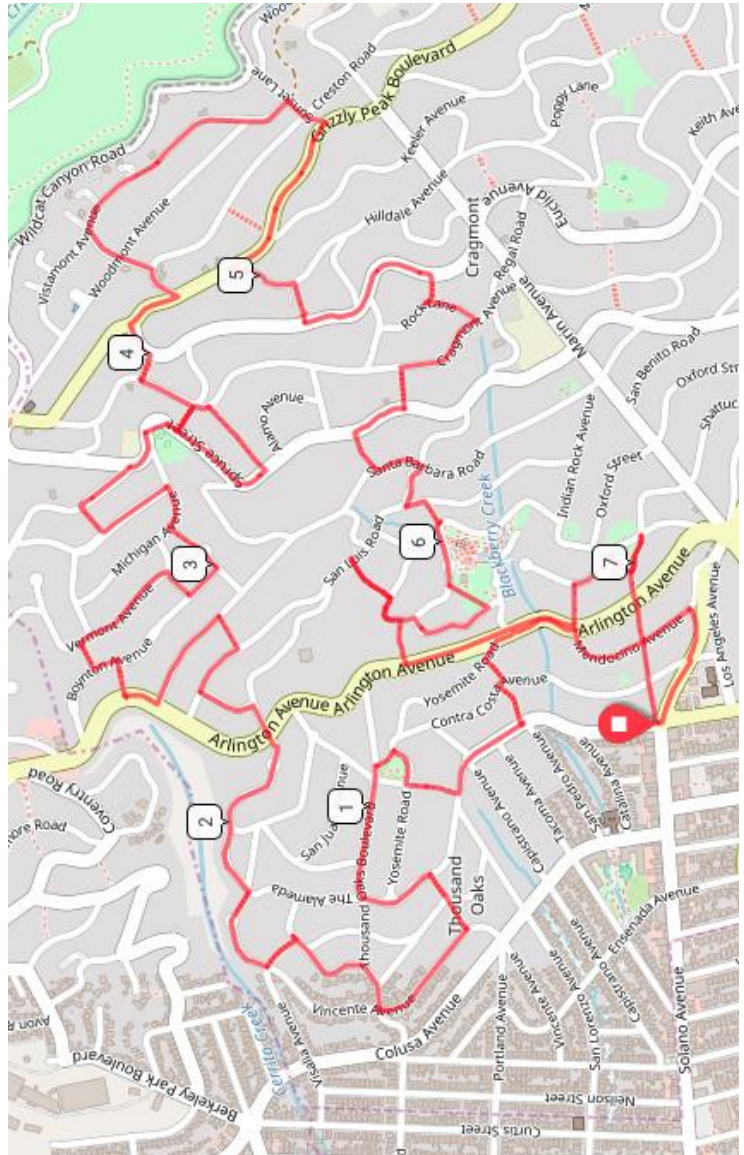 Woo
Wildcat Canyon Road
Sunset Lane
Creston Road
Grizzly Peak Boulevard
Keeler Avenue
Poppy Lane
Keith Ave
Vistamont Avenue
Woodmont Avenue
Hilldale Avenue
Euclid Avenue
Cragmont
Regal Road
5
4
Rock Lane
Cragmont Avenue
Marin Avenue
San Benito Road
Oxford Str
Shattuc
Spruce Street
Alamo Avenue
Santa Barbara Road
Indian Rock Avenue
Oxford Street
Michigan Avenue
3
San Luis Road
6
Blackberry Creek
7
Vermont Avenue
Boynton Avenue
Arlington Avenue
Arlington Avenue
Arlington Avenue
Arlington Avenue
Mendocino Avenue
Los Angeles Avenue
Yosemite Road
Contra Costa Avenue
Coventry Road
more Road
2
1
San Juan Avenue
Thousand Oaks Boulevard
Yosemite Road
The Alameda
Thousand
Oaks
Capistrano Avenue
Tacoma Avenue
San Pedro Avenue
Catalina Avenue
Avon R
Vincente Avenue
Colusa Avenue
Visalia Avenue
Cerrito Creek
Berkeley Park Boulevard
Portland Avenue
Vincente Avenue
San Lorenzo Avenue
Capistrano Avenue
Ensenada Avenue
Solano Avenue
Neilson Street
Curtis Street